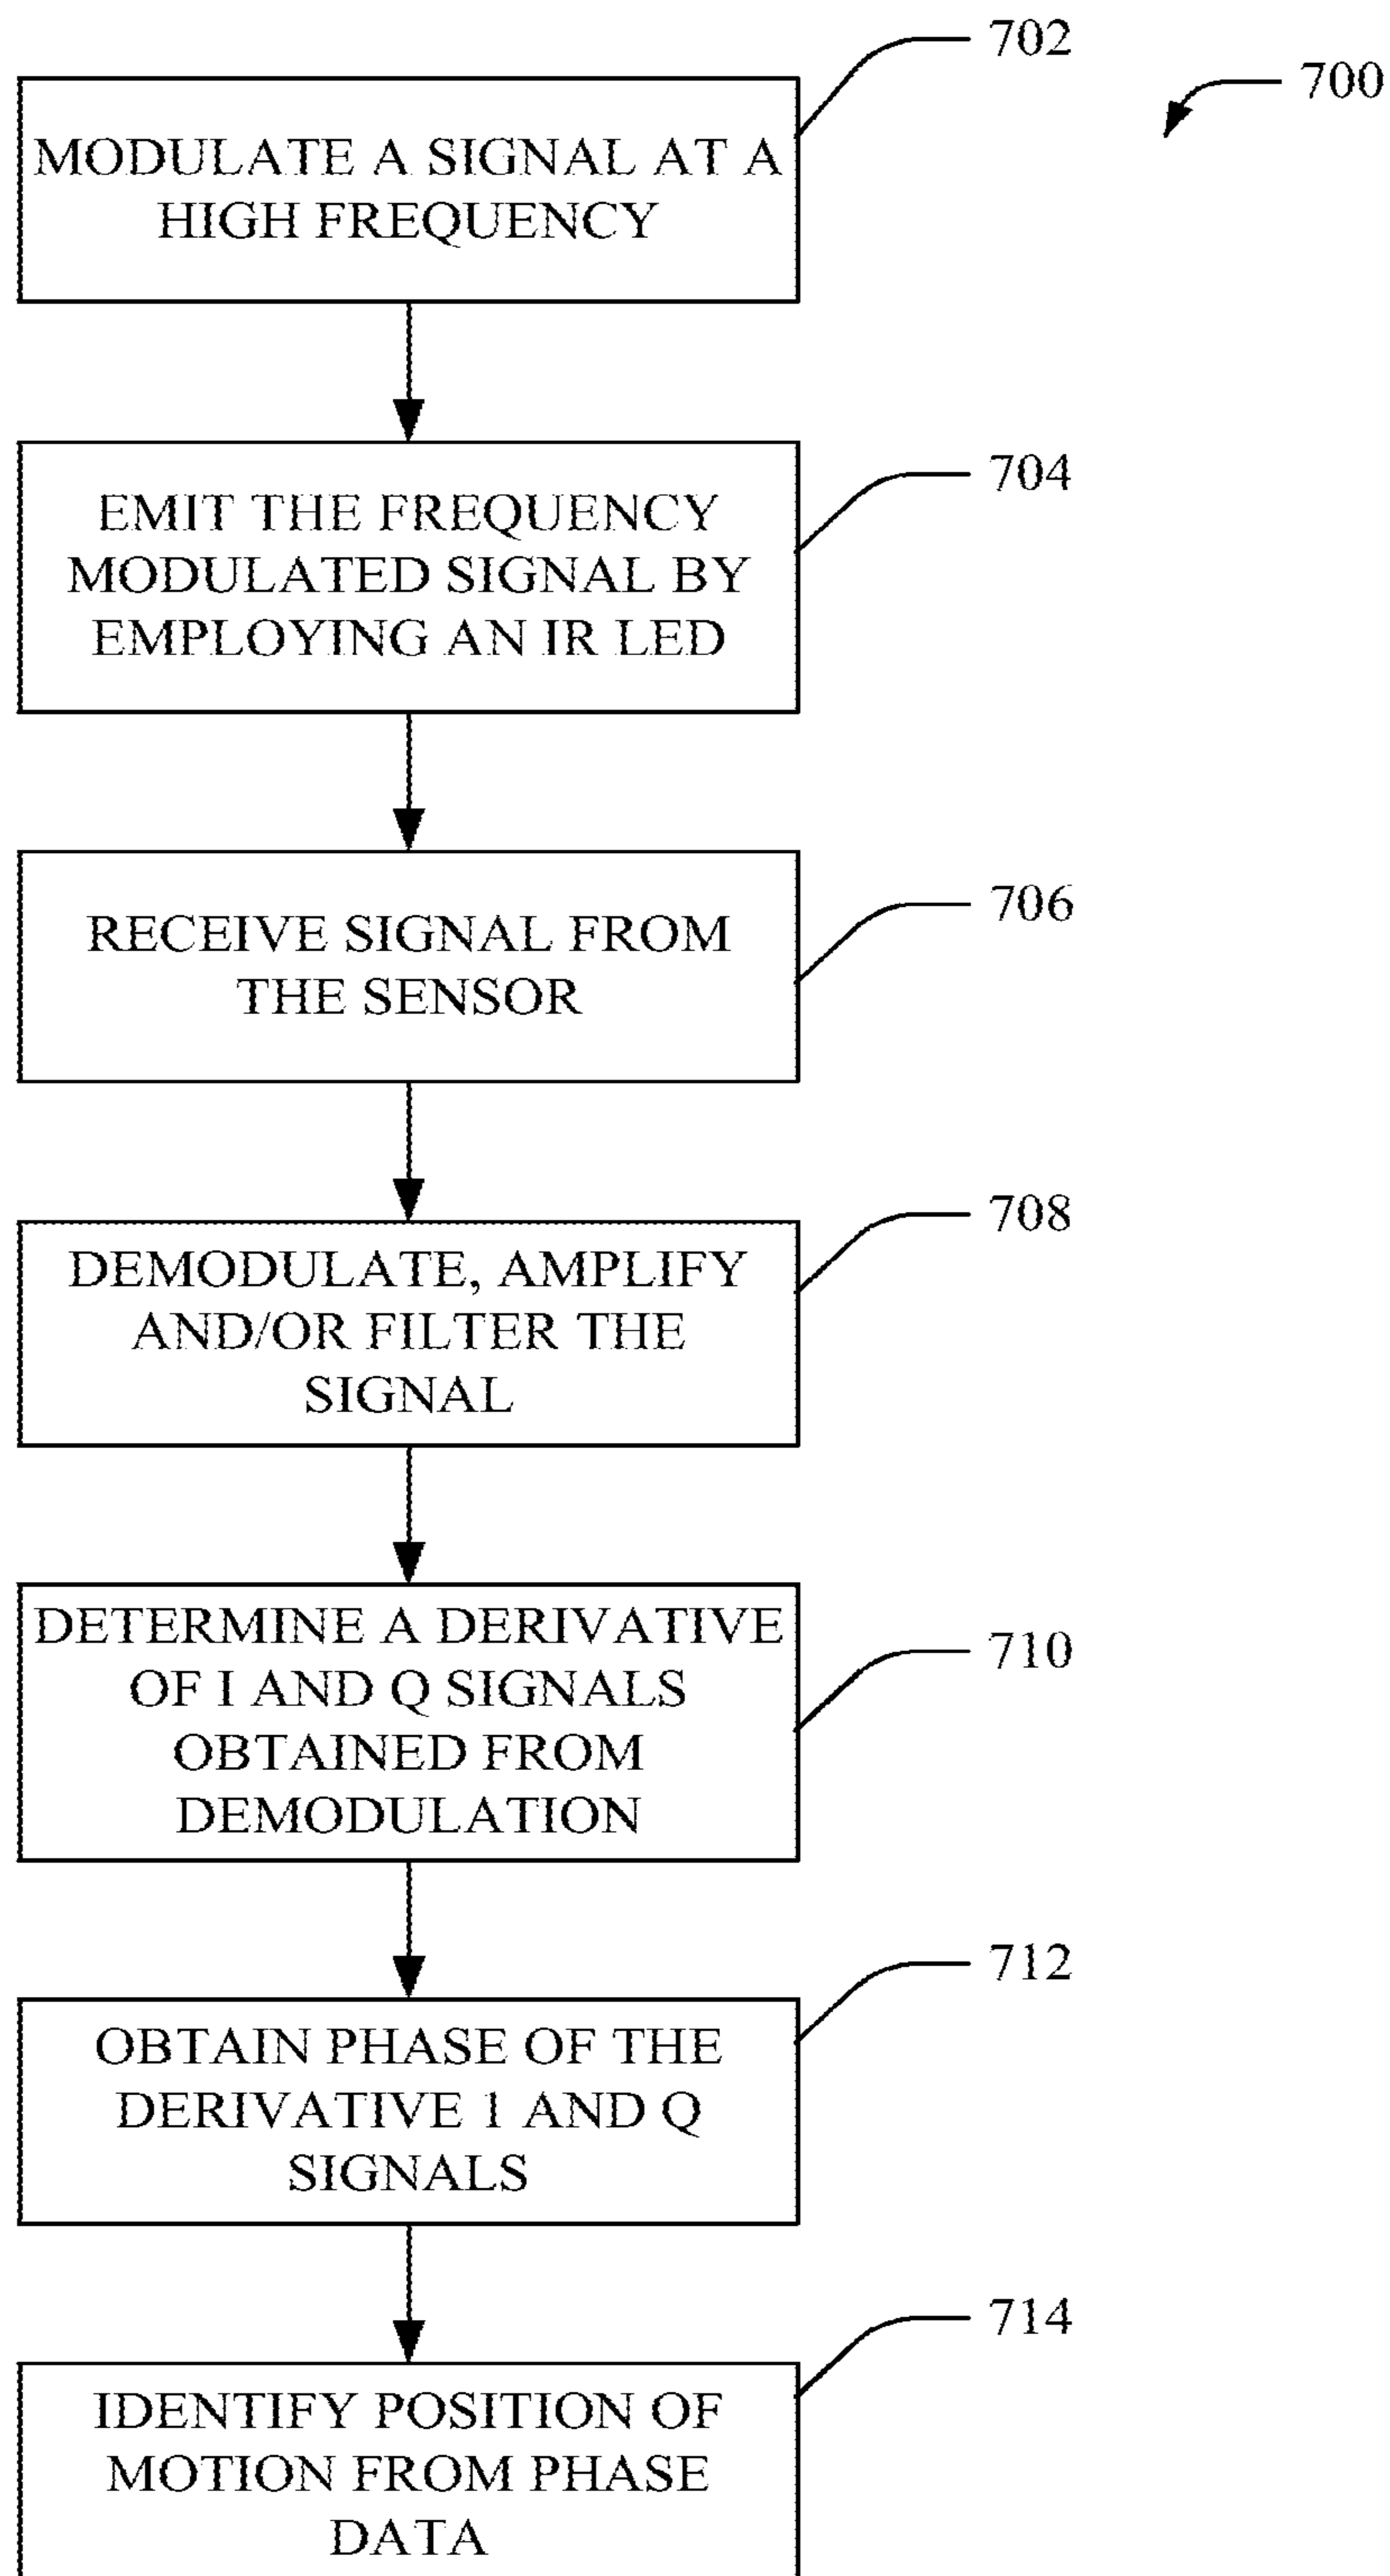 702
700
MODULATE A SIGNAL AT A
HIGH FREQUENCY
704
EMIT THE FREQUENCY
MODULATED SIGNAL BY
EMPLOYING AN IR LED
706
RECEIVE SIGNAL FROM
THE SENSOR
708
DEMODULATE, AMPLIFY
AND/OR FILTER THE
SIGNAL
710
DETERMINE A DERIVATIVE
OF I AND Q SIGNALS
OBTAINED FROM
DEMODULATION
712
OBTAIN PHASE OF THE
DERIVATIVE 1 AND Q
SIGNALS
714
IDENTIFY POSITION OF
MOTION FROM PHASE
DATA